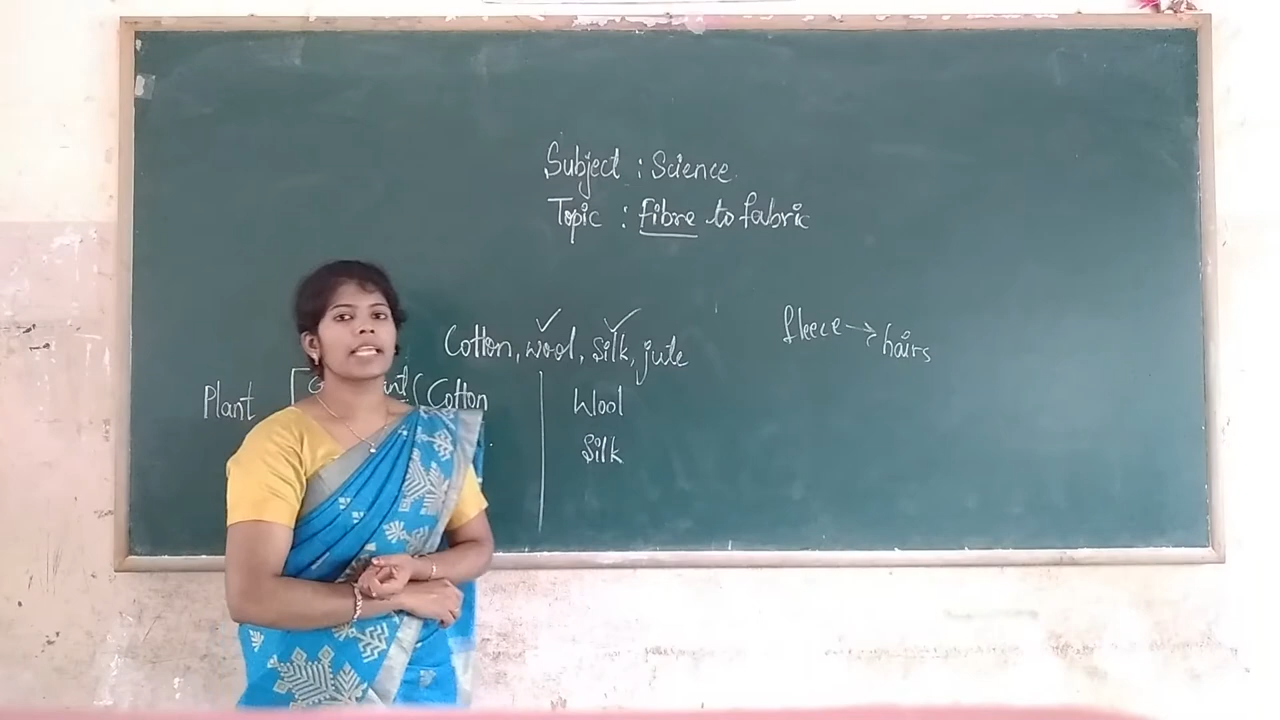 Subject : Science
Topic : fibre to fabric
Cotton, wool, silk, jute
fleece → hairs
Plant
Cotton
Wool
Silk